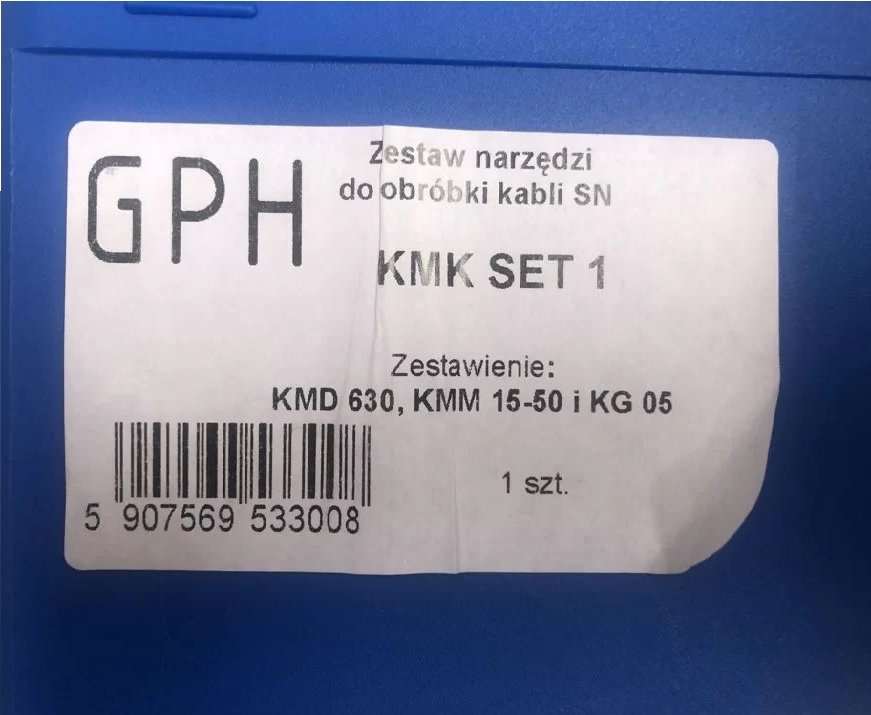 GPH
Zestaw narzędzi
do obróbki kabli SN
KMK SET 1
Zestawienie:
KMD 630, KMM 15-50 i KG 05
1 szt.
5 907569 533008